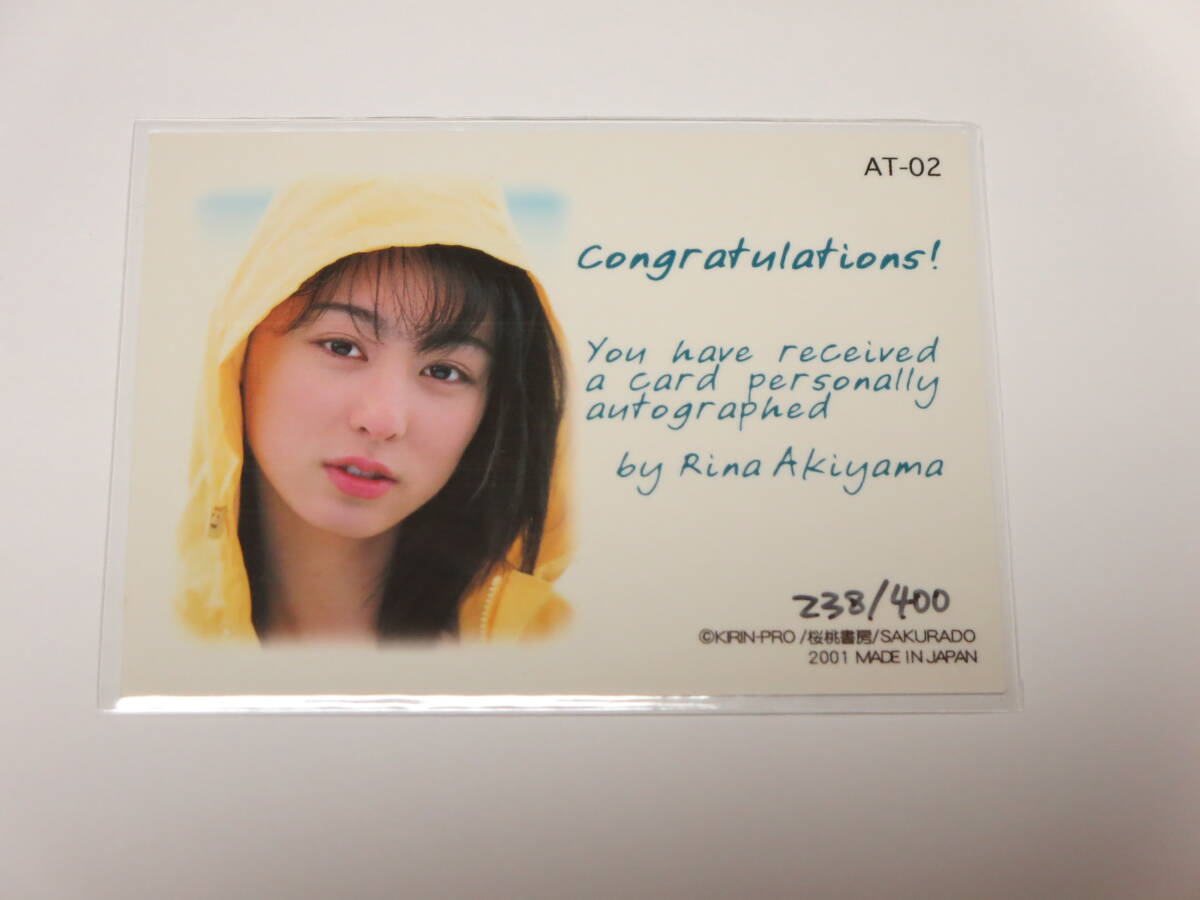 AT-02
Congratulations!
You have received
a card personally
autographed
by Rina Akiyama
238/400
©KIRIN-PRO/桜桃書房/SAKURADO
2001 MADE IN JAPAN